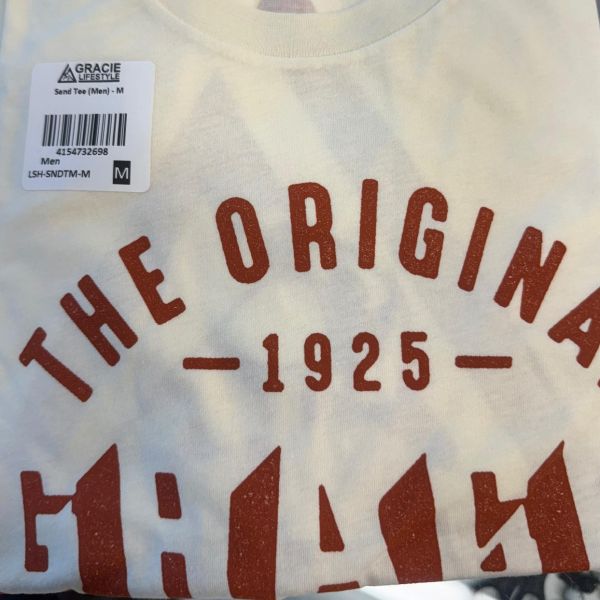 GRACIE
LIFESTYLE
Sand Tee (Men) - M
4154732698
Men
LSH-SNDTM-M M
THE ORIGINA
1925